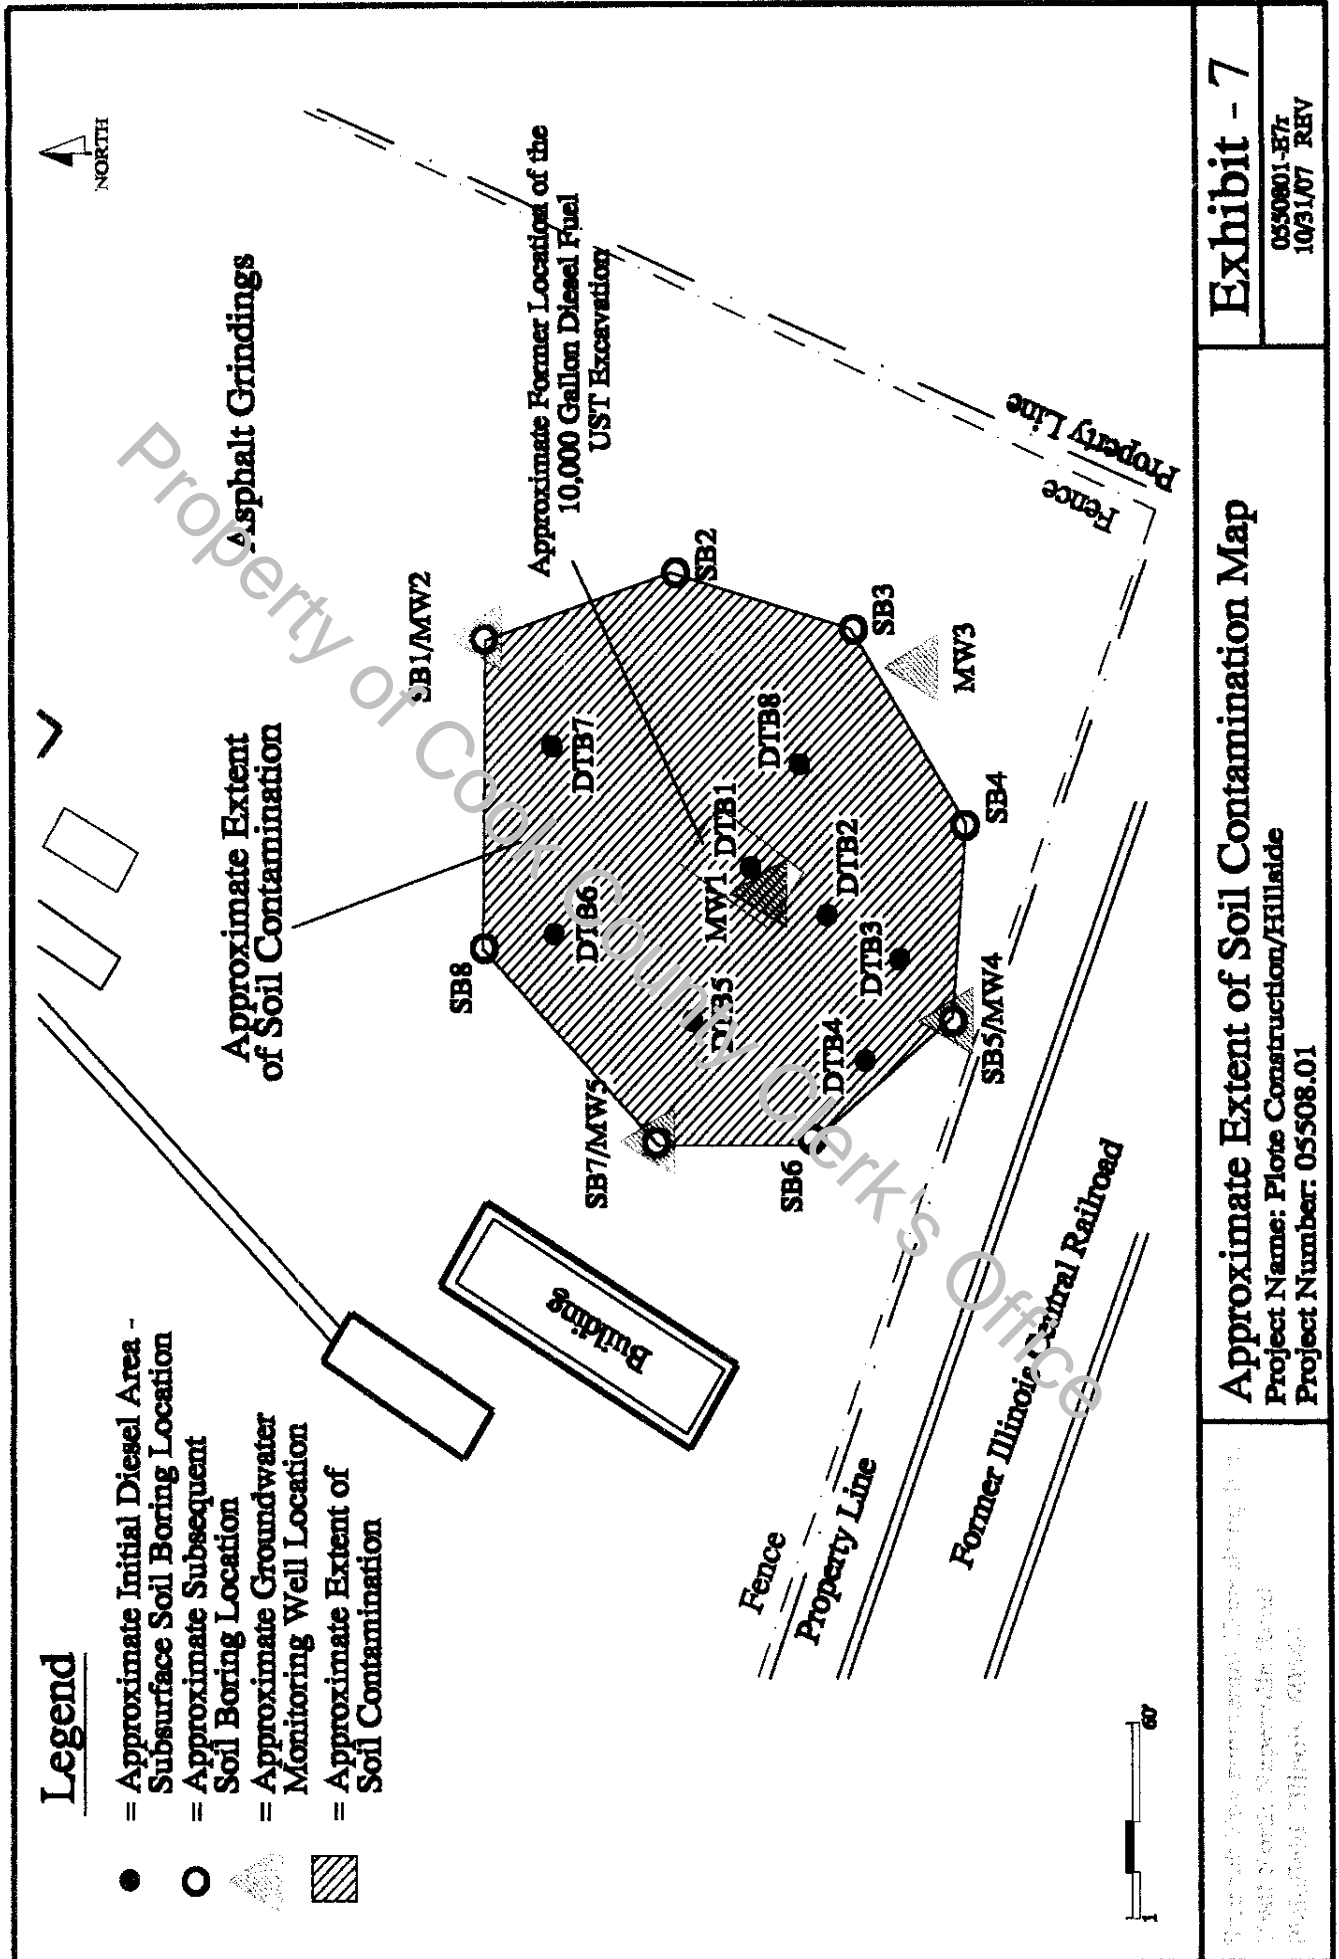 Legend
= Approximate Initial Diesel Area -
Subsurface Soil Boring Location
= Approximate Subsequent
Soil Boring Location
= Approximate Groundwater
Monitoring Well Location
= Approximate Extent of
Soil Contamination
NORTH
Asphalt Grindings
Approximate Extent
of Soil Contamination
Approximate Former Location of the
10,000 Gallon Diesel Fuel
UST Excavation
SB1/MW2
SB8
SB2
DTB7
DTB6
SB7/MW5
DTB5
MW1
DTB1
DTB8
SB3
MW3
DTB2
DTB3
DTB4
SB6
SB4
SB5/MW4
Building
Fence
Property Line
Fence
Property Line
Former Illinois Central Railroad
1
60'
Property of Cook County Clerk's Office
Approximate Extent of Soil Contamination Map
Project Name: Plote Construction/Hillside
Project Number: 05508.01
Exhibit - 7
0550801-E7r
10/31/07 REV